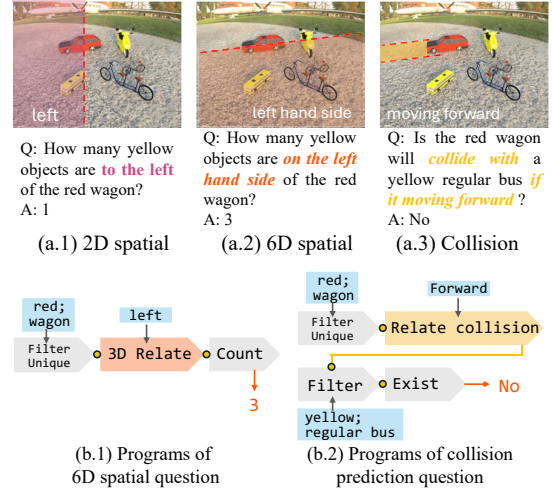 left
left hand side
moving forward
Q: How many yellow
objects are to the left
of the red wagon?
A: 1
Q: How many yellow
objects are on the left
hand side of the red
wagon?
A: 3
Q: Is the red wagon
will collide with a
yellow regular bus if
it moving forward ?
A: No
(a.1) 2D spatial
(a.2) 6D spatial
(a.3) Collision
red;
wagon
left
Filter
Unique
3D Relate
Count
3
red;
wagon
Forward
Filter
Unique
Relate collision
Filter
Exist
No
yellow;
regular bus
(b.1) Programs of
6D spatial question
(b.2) Programs of collision
prediction question